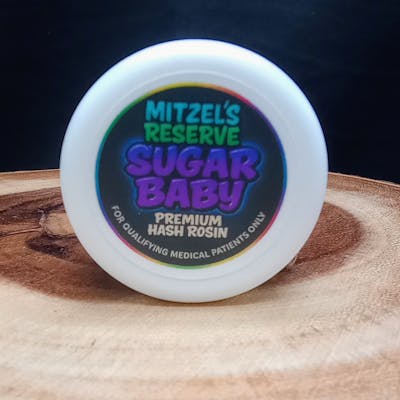 MITZEL'S
RESERVE
SUGAR
BABY
PREMIUM
HASH ROSIN
FOR QUALIFYING MEDICAL PATIENTS ONLY